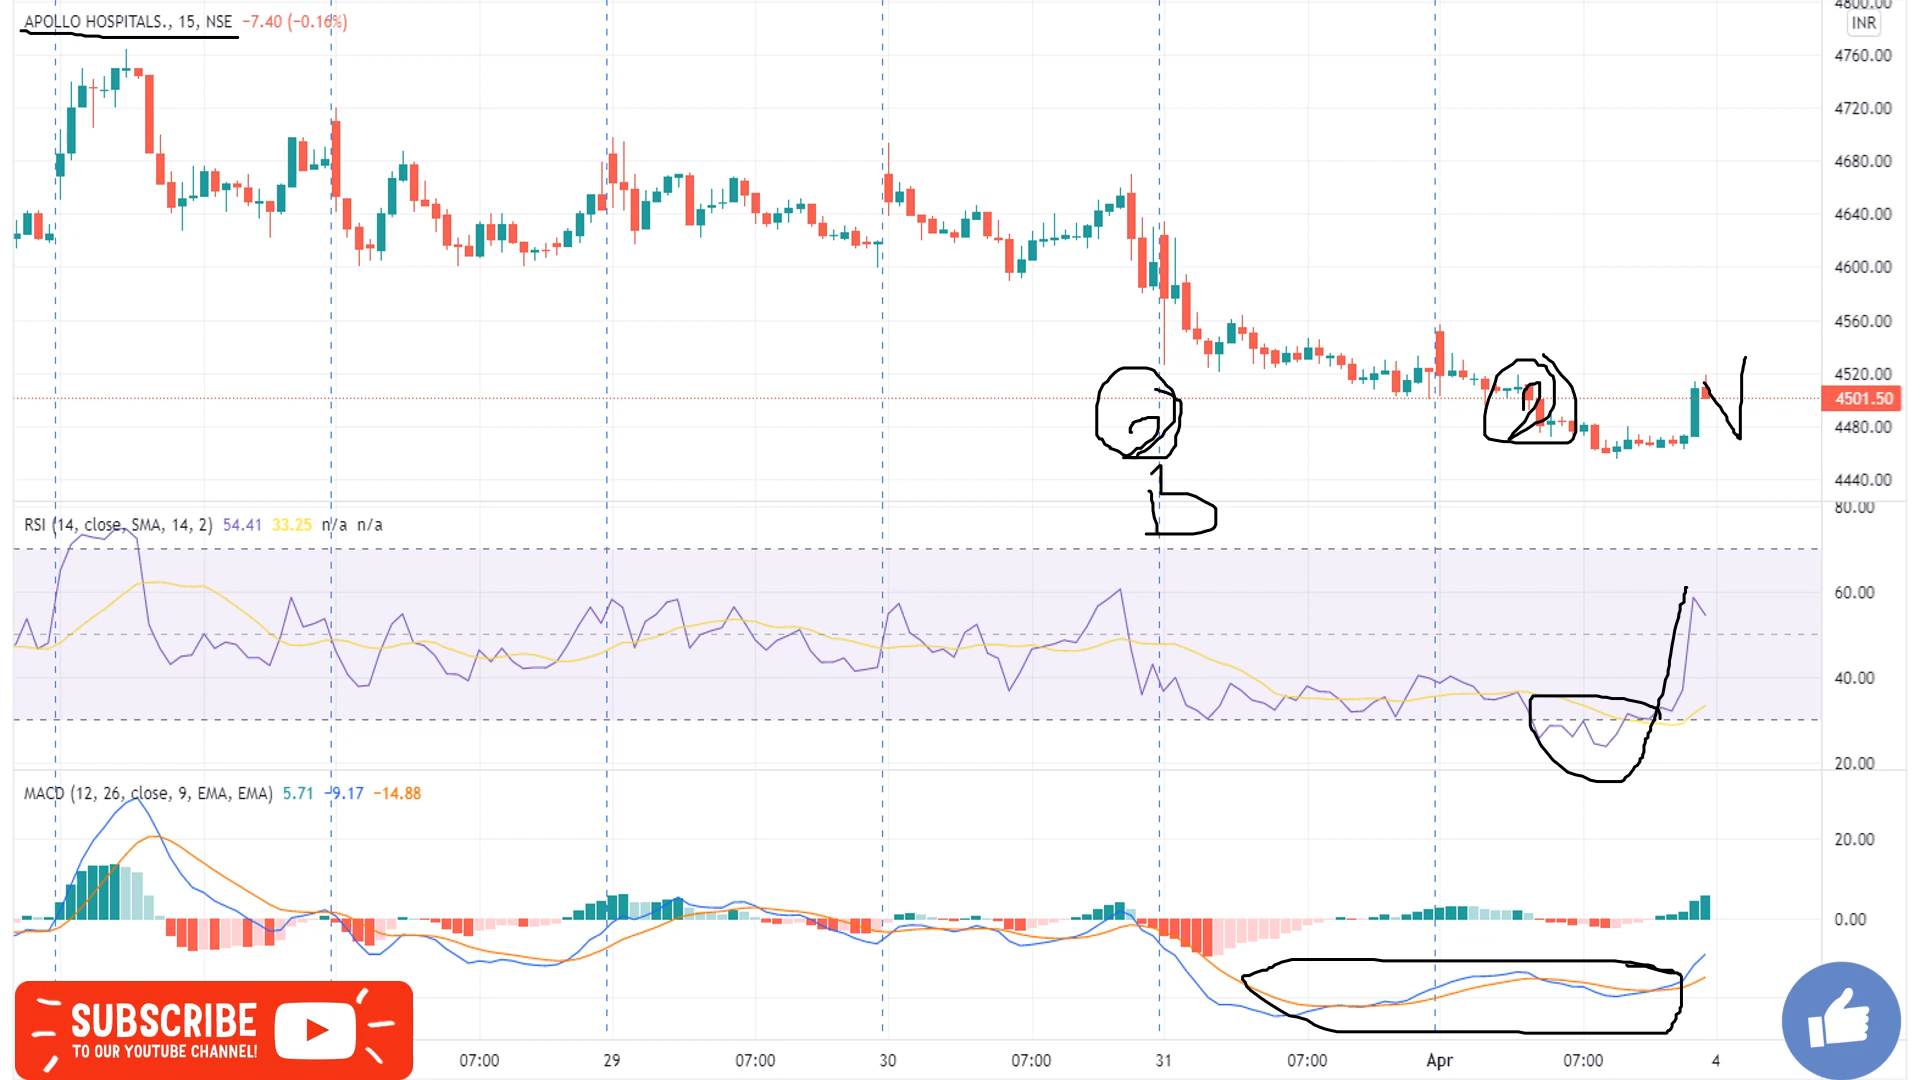 APOLLO HOSPITALS., 15, NSE −7.40 (−0.16%)
4800.00
INR
4760.00
4720.00
4680.00
4640.00
4600.00
4560.00
4520.00
4501.50
4480.00
4440.00
2
2
b
RSI (14, close, SMA, 14, 2) 54.41 33.25 n/a n/a
80.00
60.00
40.00
20.00
MACD (12, 26, close, 9, EMA, EMA) 5.71 −9.17 −14.88
20.00
0.00
SUBSCRIBE
TO OUR YOUTUBE CHANNEL!
07:00 29 07:00 30 07:00 31 07:00 Apr 07:00 4